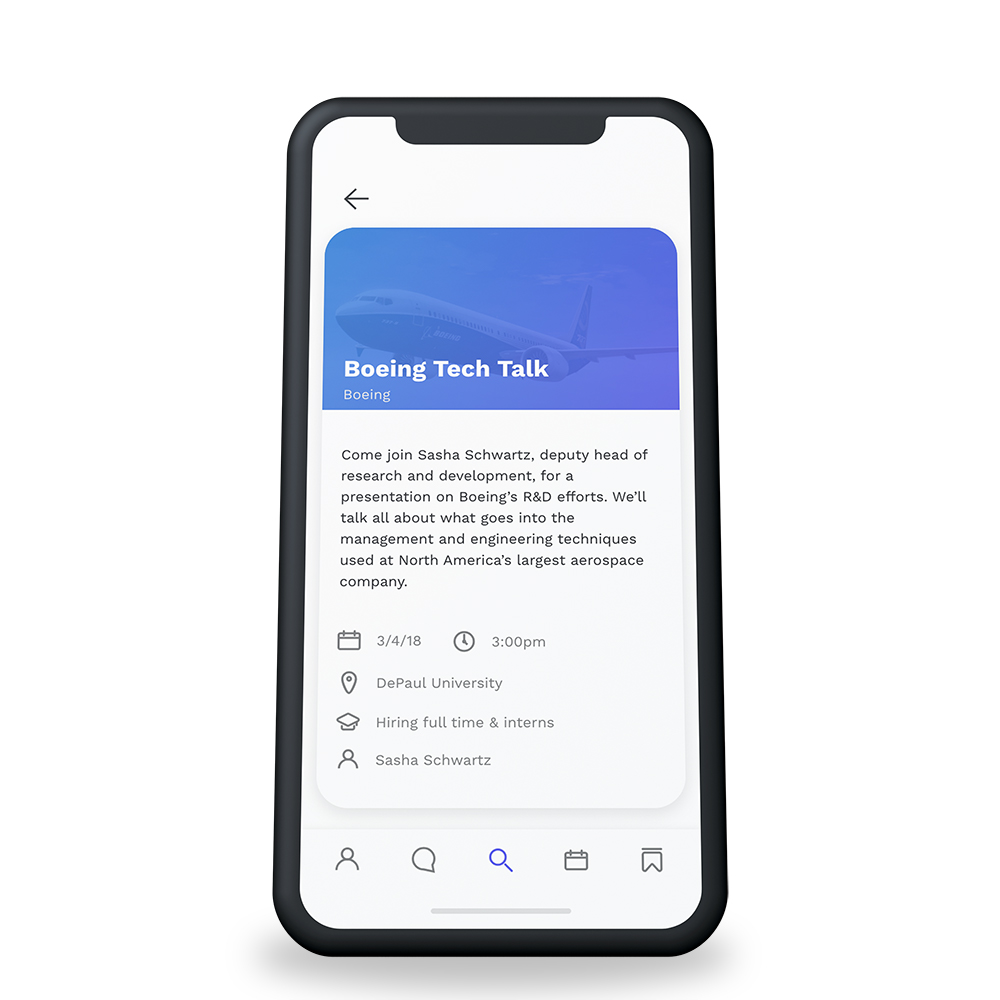 Boeing Tech Talk
Boeing
Come join Sasha Schwartz, deputy head of
research and development, for a
presentation on Boeing’s R&D efforts. We’ll
talk all about what goes into the
management and engineering techniques
used at North America’s largest aerospace
company.
3/4/18 3:00pm
DePaul University
Hiring full time & interns
Sasha Schwartz